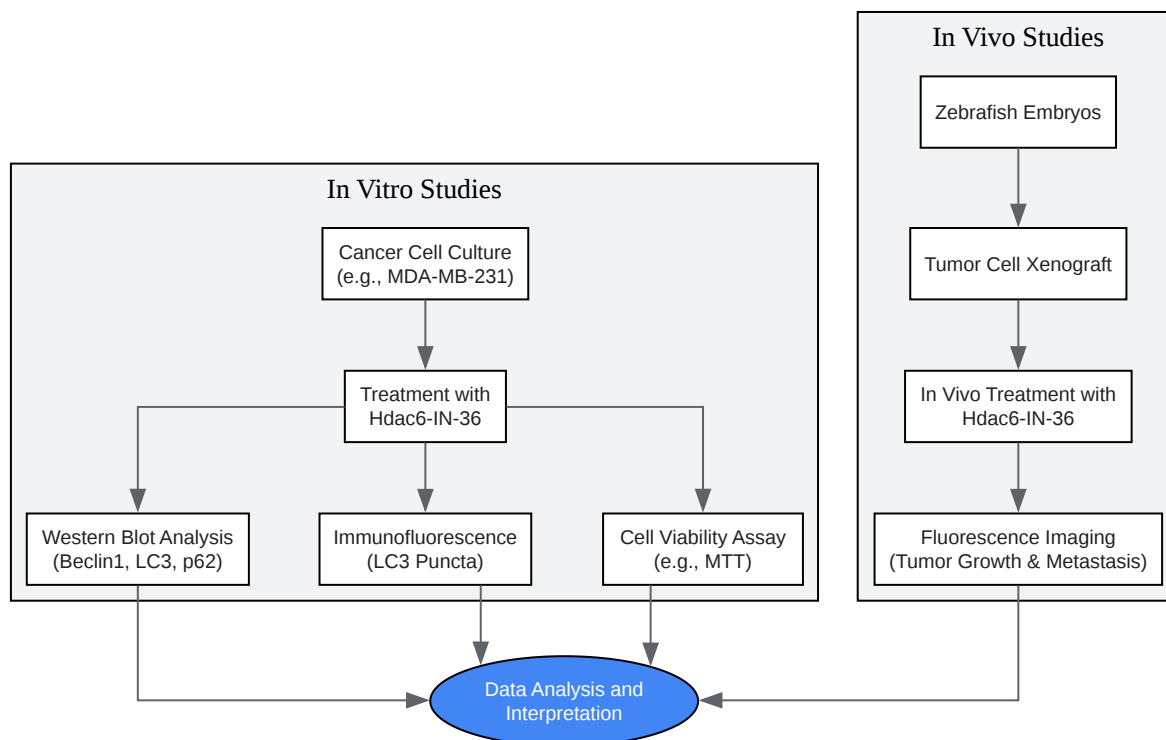 In Vitro Studies
Cancer Cell Culture
(e.g., MDA-MB-231)
Treatment with
Hdac6-IN-36
Western Blot Analysis
(Beclin1, LC3, p62)
Immunofluorescence
(LC3 Puncta)
Cell Viability Assay
(e.g., MTT)
In Vivo Studies
Zebrafish Embryos
Tumor Cell Xenograft
In Vivo Treatment with
Hdac6-IN-36
Fluorescence Imaging
(Tumor Growth & Metastasis)
Data Analysis and
Interpretation